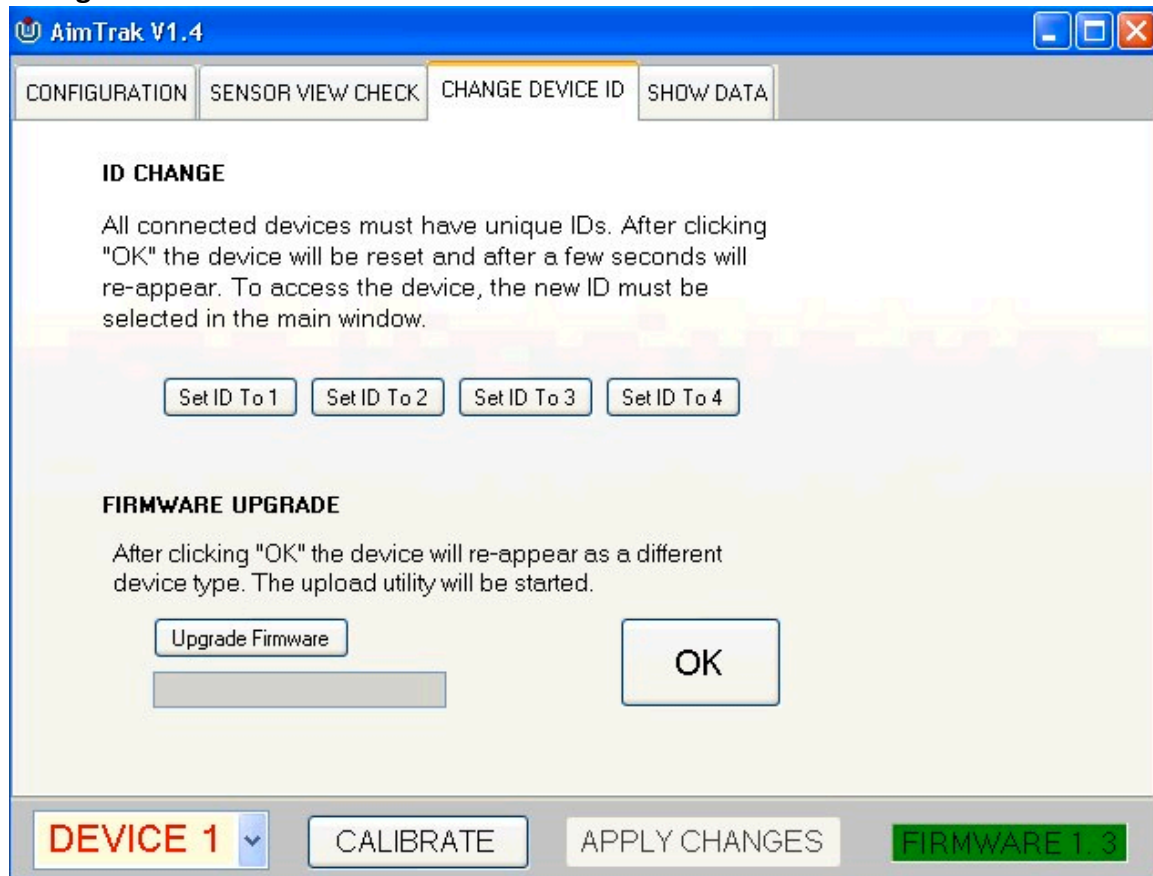 AimTrak V1.4
CONFIGURATION SENSOR VIEW CHECK CHANGE DEVICE ID SHOW DATA
ID CHANGE
All connected devices must have unique IDs. After clicking
"OK" the device will be reset and after a few seconds will
re-appear. To access the device, the new ID must be
selected in the main window.
Set ID To 1 Set ID To 2 Set ID To 3 Set ID To 4
FIRMWARE UPGRADE
After clicking "OK" the device will re-appear as a different
device type. The upload utility will be started.
Upgrade Firmware
OK
DEVICE 1 CALIBRATE APPLY CHANGES FIRMWARE 1. 3